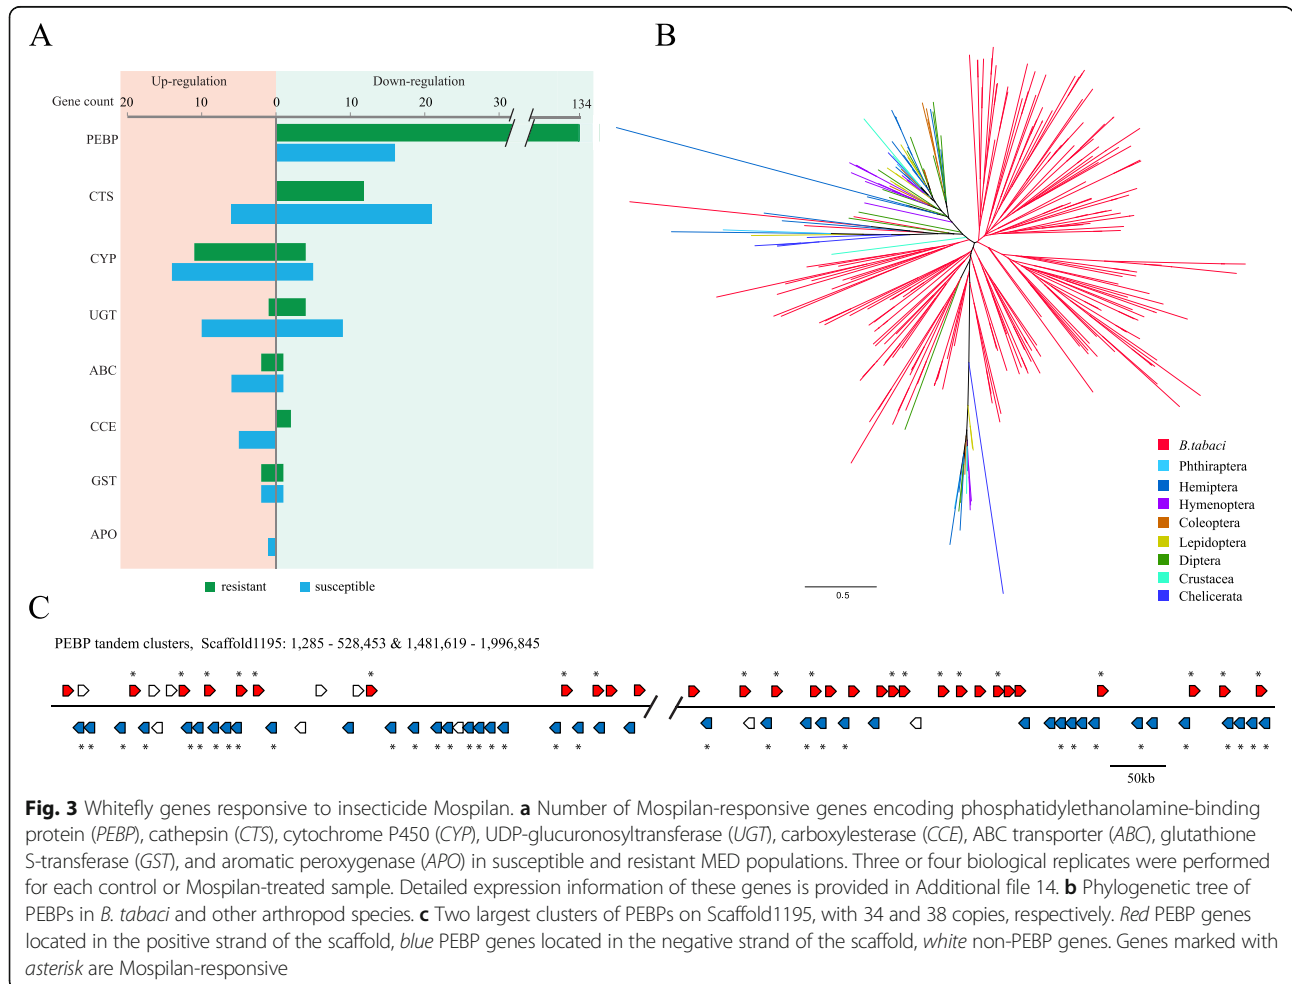 A
B
Up-regulation Down-regulation
Gene count 20 10 0 10 20 30 134
PEBP
CTS
CYP
UGT
ABC
CCE
GST
APO
resistant susceptible
B.tabaci
Phthiraptera
Hemiptera
Hymenoptera
Coleoptera
Lepidoptera
Diptera
Crustacea
Chelicerata
0.5
C
PEBP tandem clusters, Scaffold1195: 1,285 - 528,453 & 1,481,619 - 1,996,845
50kb
Fig. 3 Whitefly genes responsive to insecticide Mospilan. a Number of Mospilan-responsive genes encoding phosphatidylethanolamine-binding
protein (PEBP), cathepsin (CTS), cytochrome P450 (CYP), UDP-glucuronosyltransferase (UGT), carboxylesterase (CCE), ABC transporter (ABC), glutathione
S-transferase (GST), and aromatic peroxygenase (APO) in susceptible and resistant MED populations. Three or four biological replicates were performed
for each control or Mospilan-treated sample. Detailed expression information of these genes is provided in Additional file 14. b Phylogenetic tree of
PEBPs in B. tabaci and other arthropod species. c Two largest clusters of PEBPs on Scaffold1195, with 34 and 38 copies, respectively. Red PEBP genes
located in the positive strand of the scaffold, blue PEBP genes located in the negative strand of the scaffold, white non-PEBP genes. Genes marked with
asterisk are Mospilan-responsive